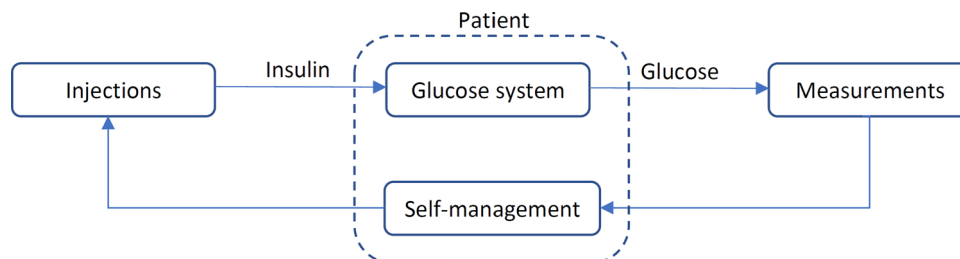 Patient
Insulin
Glucose
Injections
Glucose system
Measurements
Self-management